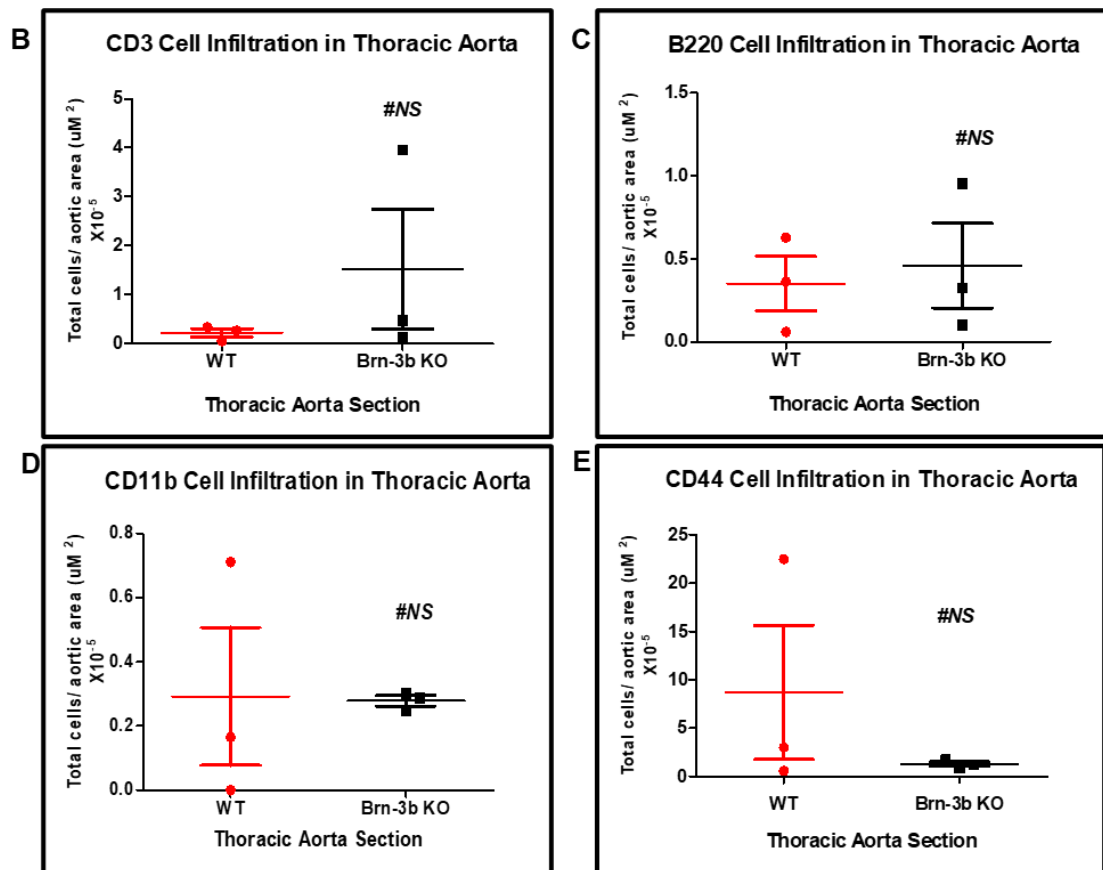 B
CD3 Cell Infiltration in Thoracic Aorta
Total cells/ aortic area (uM ²)
X10⁻⁵
5
4
3
2
1
0
#NS
WT
Brn-3b KO
Thoracic Aorta Section
C
B220 Cell Infiltration in Thoracic Aorta
Total cells/ aortic area (uM ²)
X10⁻⁵
1.5
1.0
0.5
0.0
#NS
WT
Brn-3b KO
Thoracic Aorta Section
D
CD11b Cell Infiltration in Thoracic Aorta
Total cells/ aortic area (uM ²)
X10⁻⁵
0.8
0.6
0.4
0.2
0.0
#NS
WT
Brn-3b KO
Thoracic Aorta Section
E
CD44 Cell Infiltration in Thoracic Aorta
Total cells/ aortic area (uM ²)
X10⁻⁵
25
20
15
10
5
0
#NS
WT
Brn-3b KO
Thoracic Aorta Section